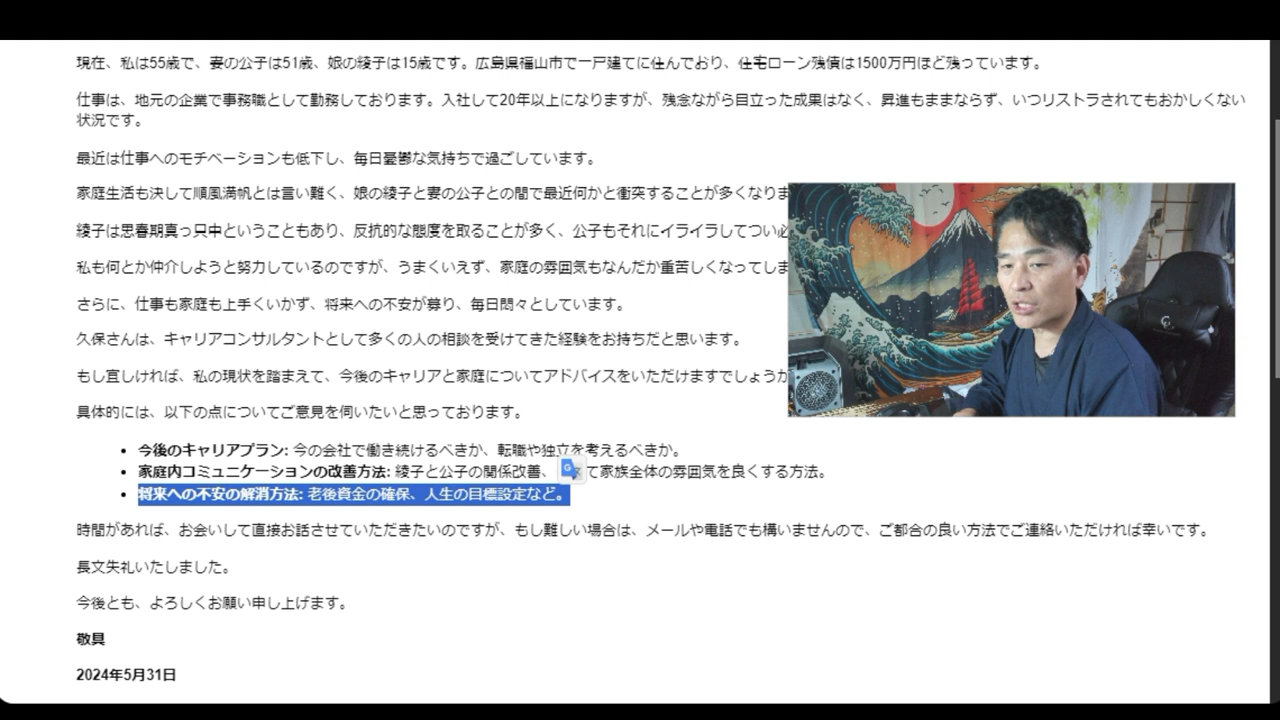 現在、私は55歳で、妻の公子は51歳、娘の綾子は15歳です。広島県福山市で一戸建てに住んでおり、住宅ローン残債は1500万円ほど残っています。
仕事は、地元の企業で事務職として勤務しております。入社して20年以上になりますが、残念ながら目立った成果はなく、昇進もままならず、いつリストラされてもおかしくない
状況です。
最近は仕事へのモチベーションも低下し、毎日憂鬱な気持ちで過ごしています。
家庭生活も決して順風満帆とは言い難く、娘の綾子と妻の公子との間で最近何かと衝突することが多くなりま
綾子は思春期真っ只中ということもあり、反抗的な態度を取ることが多く、公子もそれにイライラしてつい必
私も何とか仲介しようと努力しているのですが、うまくいえず、家庭の雰囲気もなんだか重苦しくなってしま
さらに、仕事も家庭も上手くいかず、将来への不安が募り、毎日悶々としています。
久保さんは、キャリアコンサルタントとして多くの人の相談を受けてきた経験をお持ちだと思います。
もし宜しければ、私の現状を踏まえて、今後のキャリアと家庭についてアドバイスをいただけますでしょうか
具体的には、以下の点についてご意見を伺いたいと思っております。
• 今後のキャリアプラン: 今の会社で働き続けるべきか、転職や独立を考えるべきか。
• 家庭内コミュニケーションの改善方法: 綾子と公子の関係改善、て家族全体の雰囲気を良くする方法。
• 将来への不安の解消方法: 老後資金の確保、人生の目標設定など。
時間があれば、お会いして直接お話させていただきたいのですが、もし難しい場合は、メールや電話でも構いませんので、ご都合の良い方法でご連絡いただければ幸いです。
長文失礼いたしました。
今後とも、よろしくお願い申し上げます。
敬具
2024年5月31日